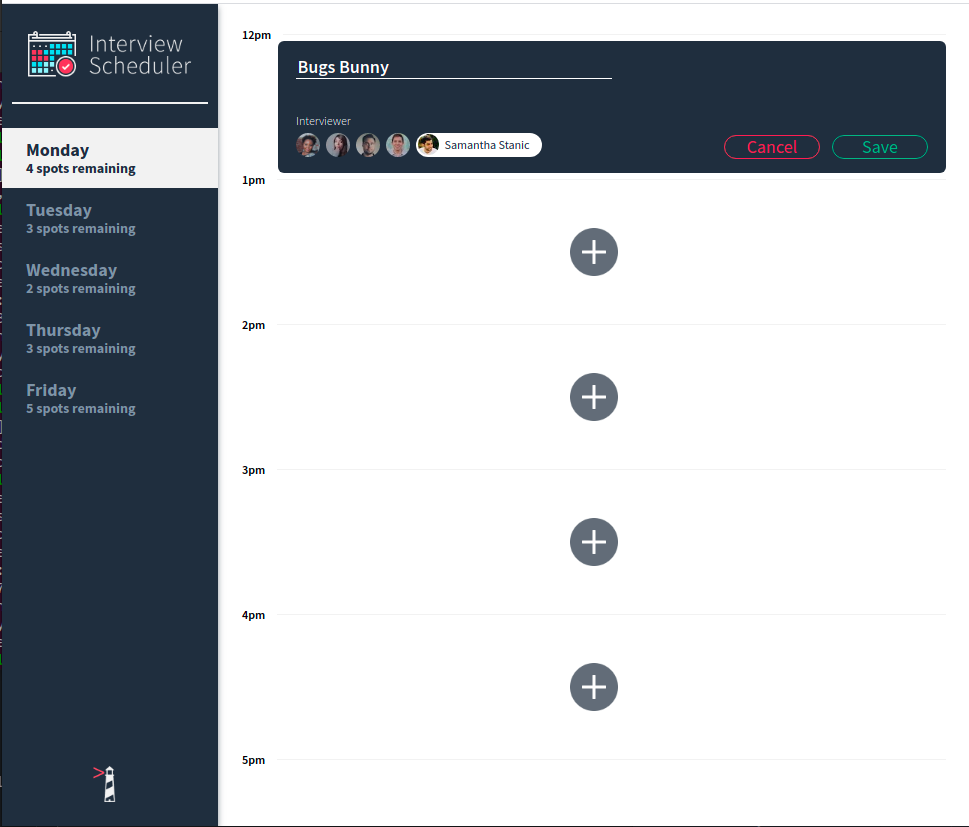 Interview
Scheduler
Monday
4 spots remaining
Tuesday
3 spots remaining
Wednesday
2 spots remaining
Thursday
3 spots remaining
Friday
5 spots remaining
12pm
Bugs Bunny
Interviewer
Samantha Stanic
Cancel
Save
1pm
2pm
3pm
4pm
5pm